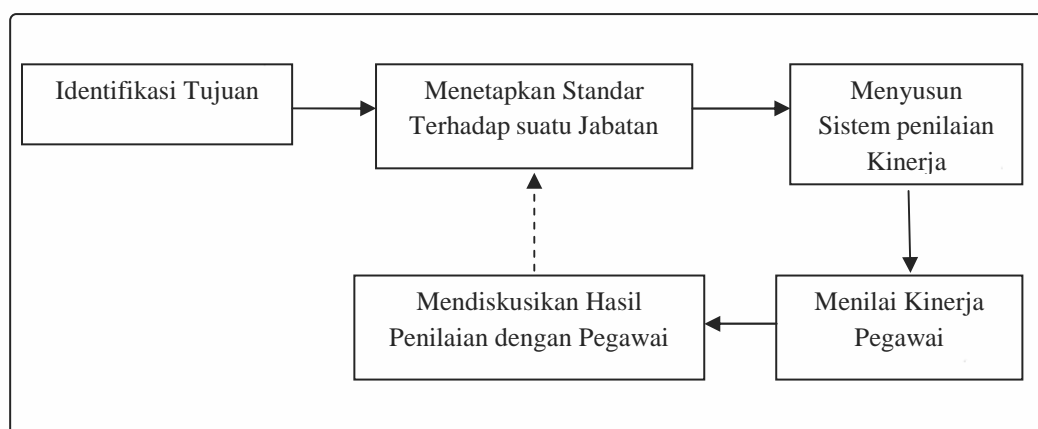 Identifikasi Tujuan
Menetapkan Standar
Terhadap suatu Jabatan
Menyusun
Sistem penilaian
Kinerja
Menilai Kinerja
Pegawai
Mendiskusikan Hasil
Penilaian dengan Pegawai